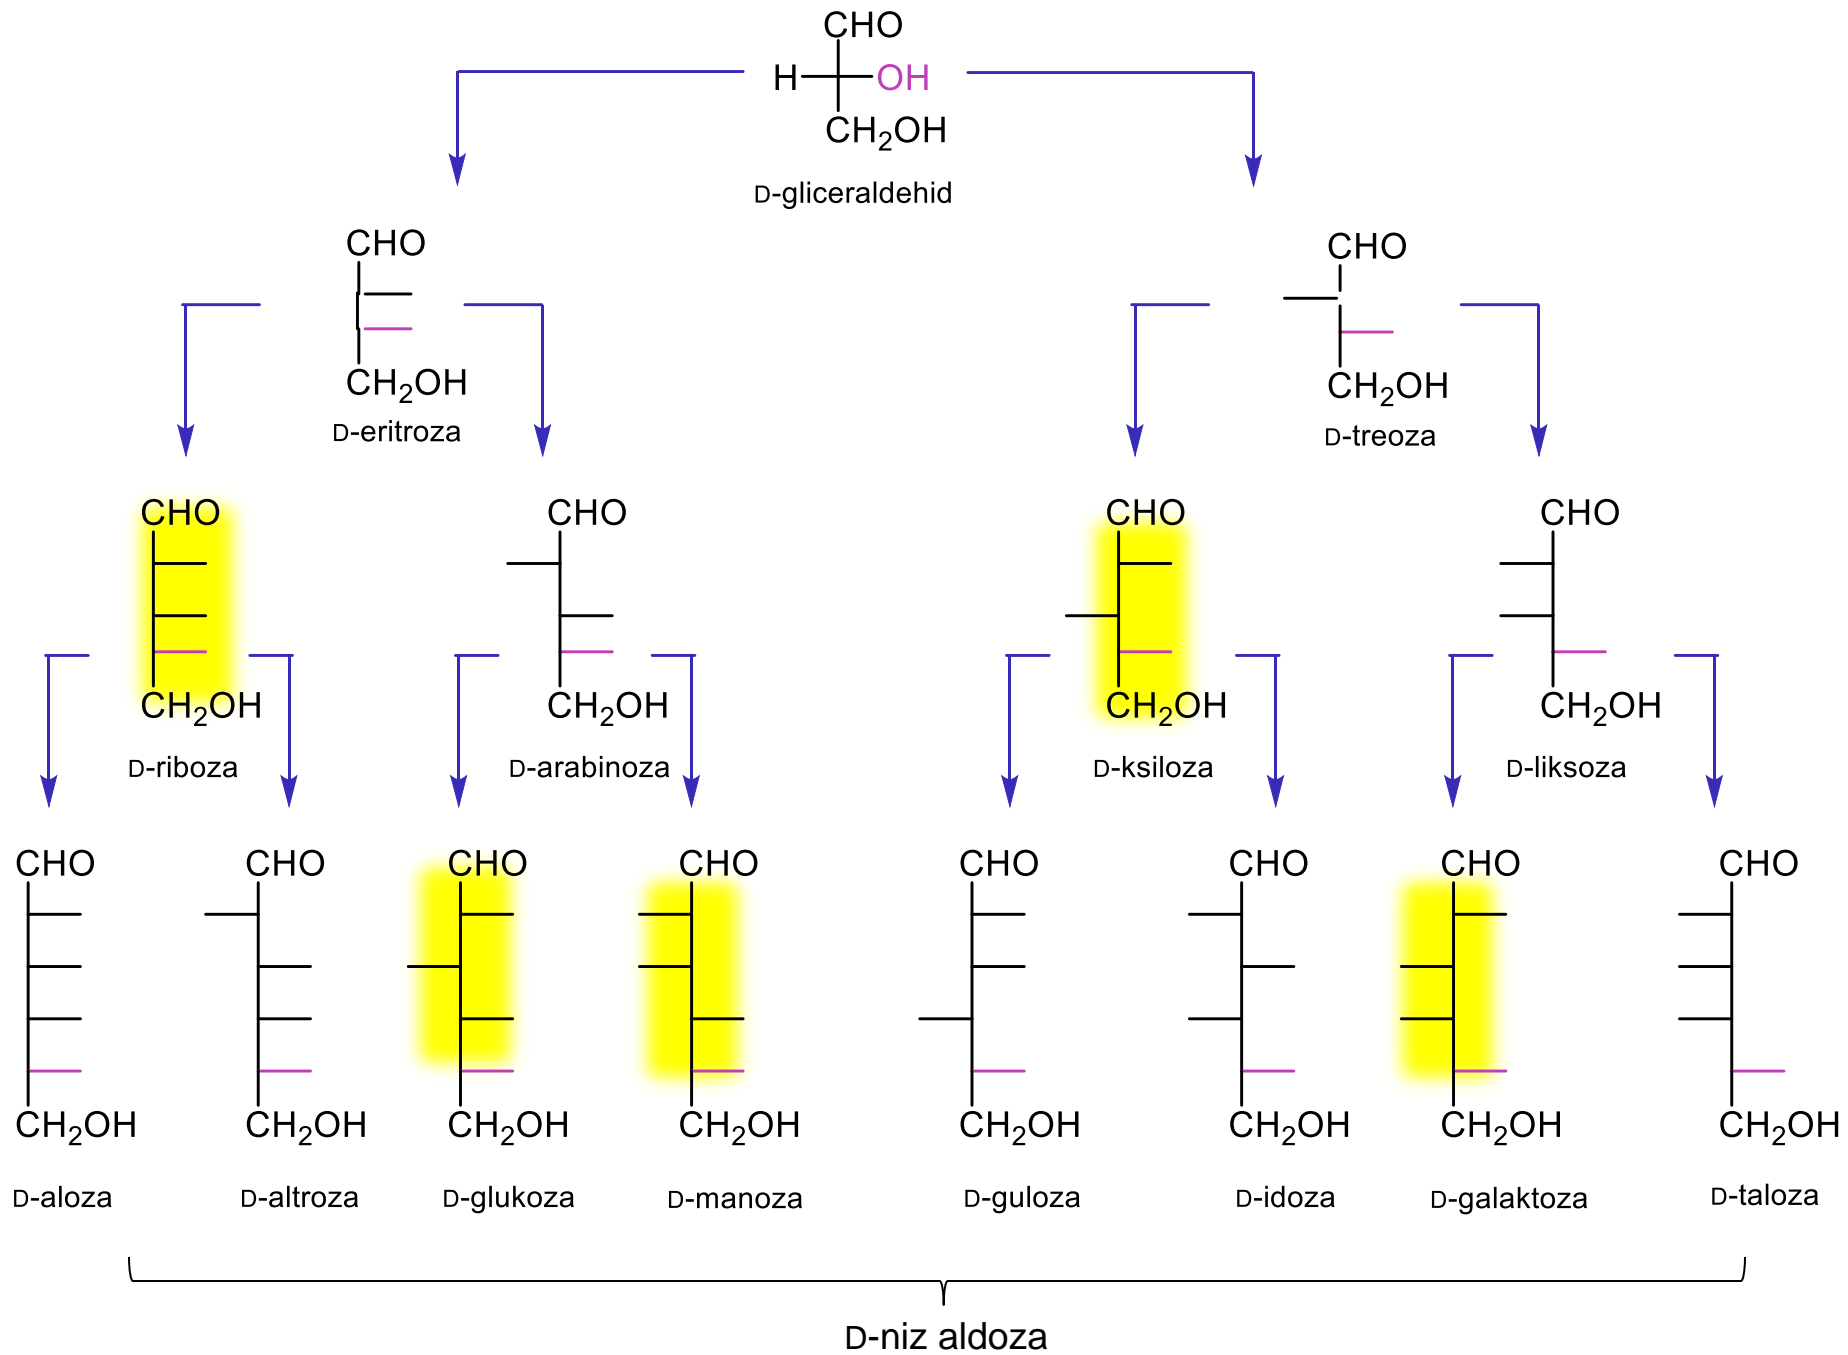 CHO
H OH
CH2OH
D-gliceraldehid
CHO CHO
CH2OH CH2OH
D-eritroza D-treoza
CHO CHO CHO CHO
CH2OH CH2OH CH2OH CH2OH
D-riboza D-arabinoza D-ksiloza D-liksoza
CHO CHO CHO CHO CHO CHO CHO CHO
CH2OH CH2OH CH2OH CH2OH CH2OH CH2OH CH2OH CH2OH
D-aloza D-altroza D-glukoza D-manoza D-guloza D-idoza D-galaktoza D-taloza
D-niz aldoza